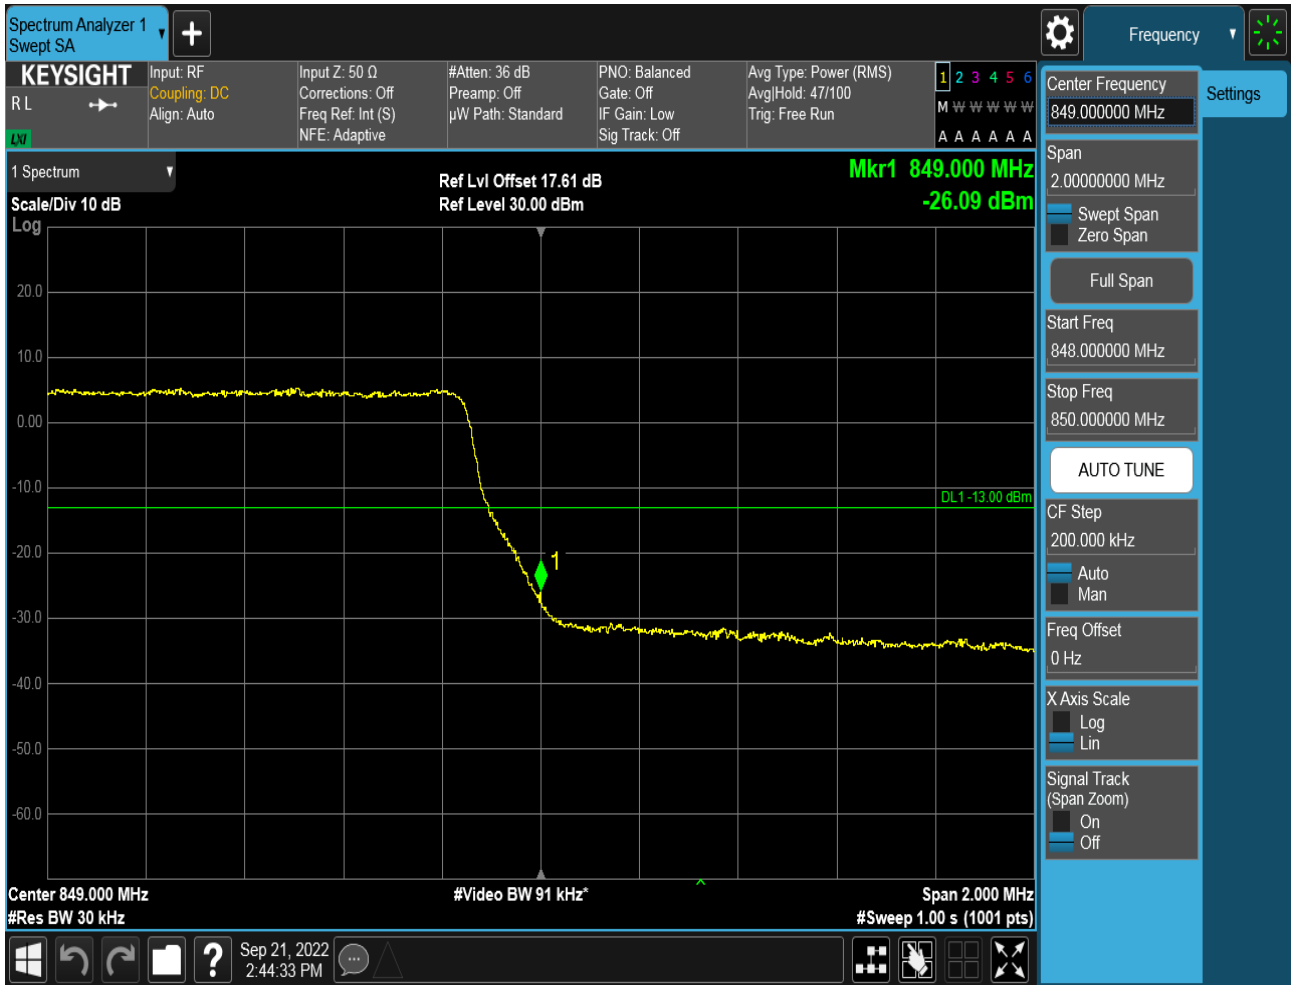 Spectrum Analyzer 1
Swept SA
Frequency
KEYSIGHT
R L
LXI
Input: RF
Coupling: DC
Align: Auto
Input Z: 50 Ω
Corrections: Off
Freq Ref: Int (S)
NFE: Adaptive
#Atten: 36 dB
Preamp: Off
µW Path: Standard
PNO: Balanced
Gate: Off
IF Gain: Low
Sig Track: Off
Avg Type: Power (RMS)
Avg|Hold: 47/100
Trig: Free Run
1 2 3 4 5 6
M W W W W W
A A A A A A
1 Spectrum
Scale/Div 10 dB
Log
Ref Lvl Offset 17.61 dB
Ref Level 30.00 dBm
Mkr1 849.000 MHz
-26.09 dBm
20.0
10.0
0.00
-10.0
-20.0
-30.0
-40.0
-50.0
-60.0
DL1 -13.00 dBm
1
Center 849.000 MHz
#Res BW 30 kHz
#Video BW 91 kHz*
Span 2.000 MHz
#Sweep 1.00 s (1001 pts)
Center Frequency
849.000000 MHz
Settings
Span
2.00000000 MHz
Swept Span
Zero Span
Full Span
Start Freq
848.000000 MHz
Stop Freq
850.000000 MHz
AUTO TUNE
CF Step
200.000 kHz
Auto
Man
Freq Offset
0 Hz
X Axis Scale
Log
Lin
Signal Track
(Span Zoom)
On
Off
?
Sep 21, 2022
2:44:33 PM